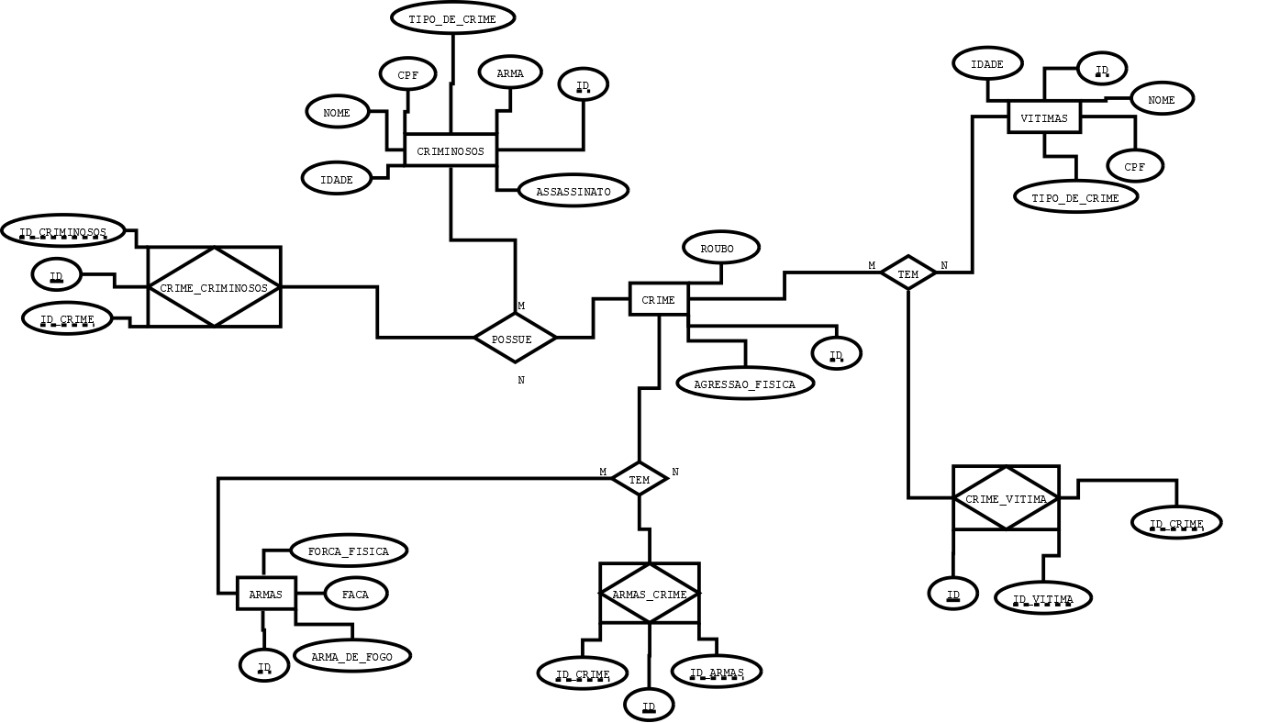 TIPO_DE_CRIME
CPF
ARMA
ID
NOME
CRIMINOSOS
IDADE
ASSASSINATO
IDADE
ID
NOME
VITIMAS
CPF
TIPO_DE_CRIME
ID_CRIMINOSOS
ID
CRIME_CRIMINOSOS
ID_CRIME
M
POSSUE
N
ROUBO
CRIME
ID
AGRESSAO_FISICA
M
TEM
N
M
TEM
N
CRIME_VITIMA
ID_CRIME
ID
ID_VITIMA
FORCA_FISICA
ARMAS
FACA
ID
ARMA_DE_FOGO
ARMAS_CRIME
ID_CRIME
ID
ID_ARMAS